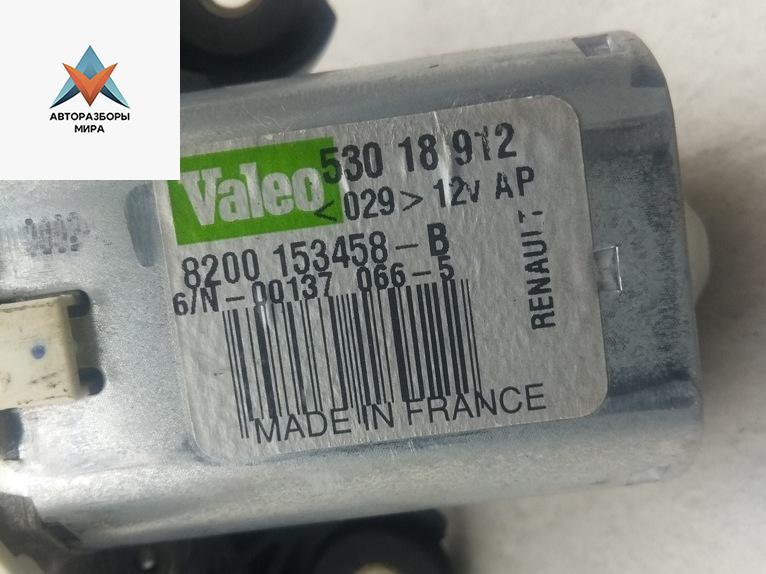 АВТОРАЗБОРЫ
МИРА
Valeo
530 18 912
<029> 12V AP
8200 153458-B
6/N-00137 066-5
RENAULT
MADE IN FRANCE